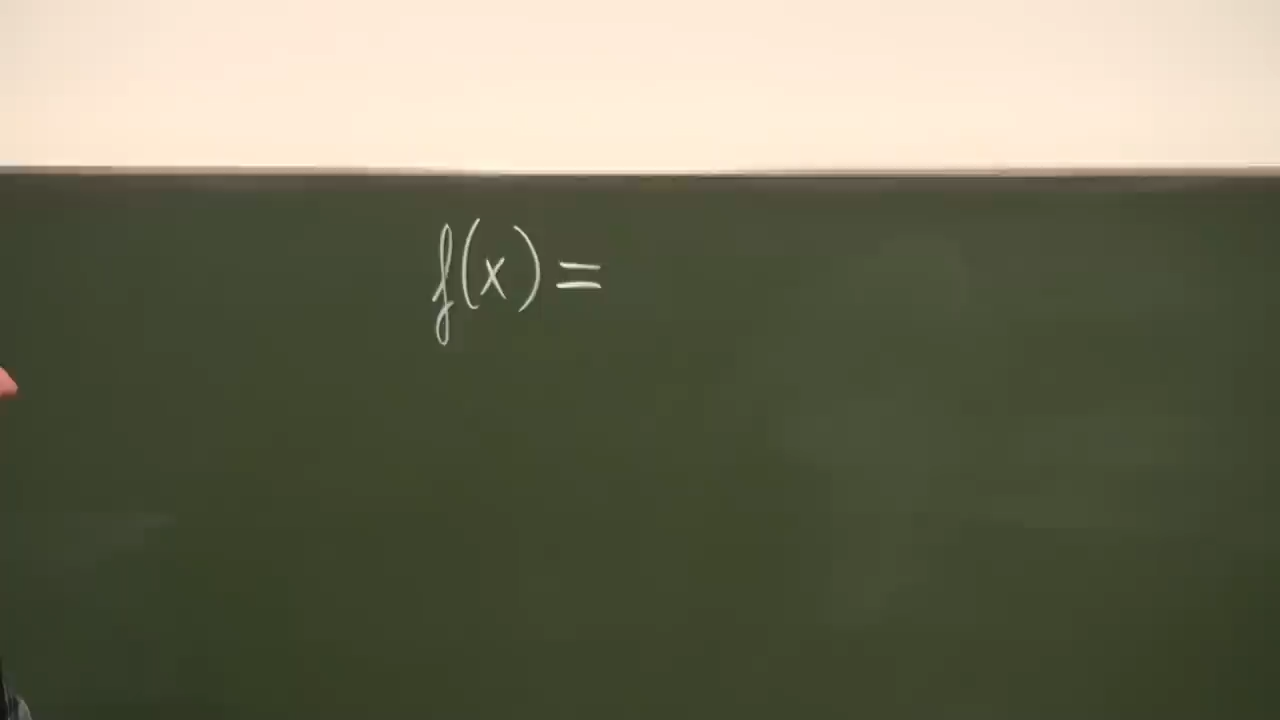 f(x) =